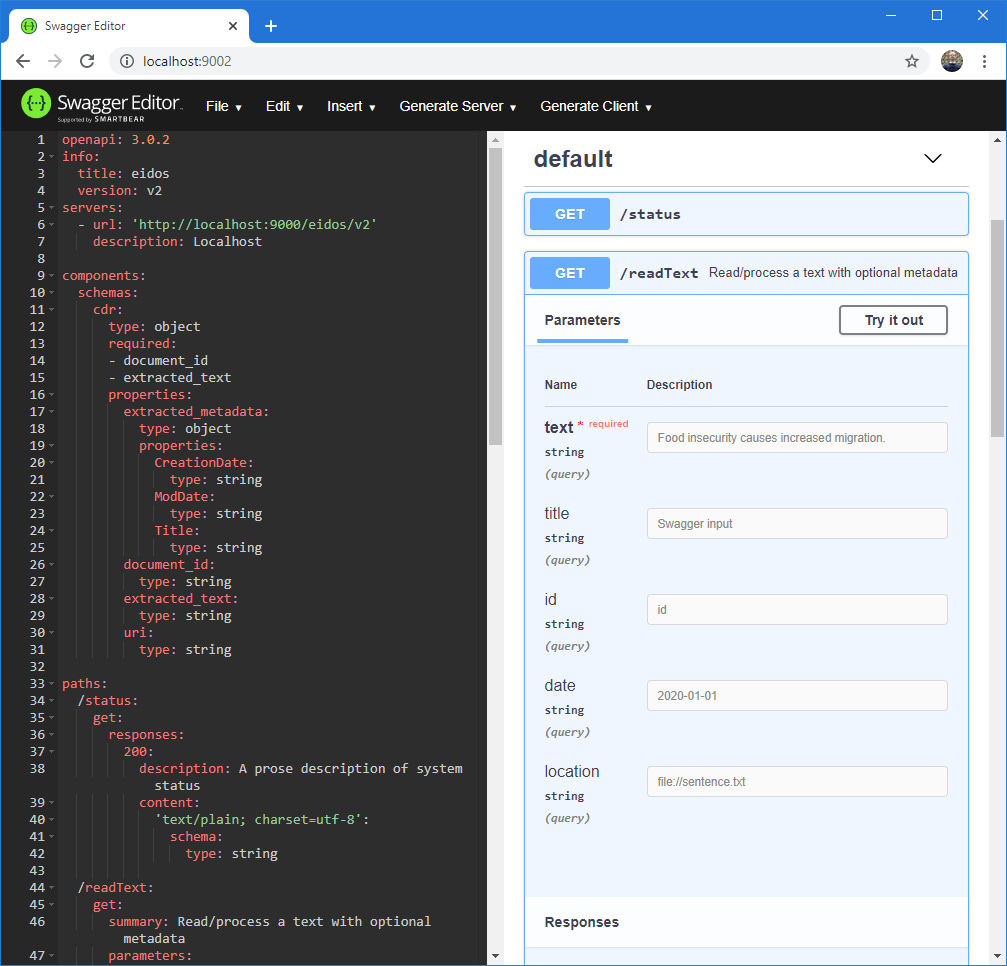 Swagger Editor
localhost:9002
Swagger Editor
Supported by SMARTBEAR
File Edit Insert Generate Server Generate Client
1 openapi: 3.0.2
2 info:
3 title: eidos
4 version: v2
5 servers:
6 - url: 'http://localhost:9000/eidos/v2'
7 description: Localhost
8
9 components:
10 schemas:
11 cdr:
12 type: object
13 required:
14 - document_id
15 - extracted_text
16 properties:
17 extracted_metadata:
18 type: object
19 properties:
20 CreationDate:
21 type: string
22 ModDate:
23 type: string
24 Title:
25 type: string
26 document_id:
27 type: string
28 extracted_text:
29 type: string
30 uri:
31 type: string
32
33 paths:
34 /status:
35 get:
36 responses:
37 200:
38 description: A prose description of system
status
39 content:
40 'text/plain; charset=utf-8':
41 schema:
42 type: string
43
44 /readText:
45 get:
46 summary: Read/process a text with optional
metadata
47 parameters:
default
GET /status
GET /readText Read/process a text with optional metadata
Parameters Try it out
Name Description
text * required
string
(query)
Food insecurity causes increased migration.
title
string
(query)
Swagger input
id
string
(query)
id
date
string
(query)
2020-01-01
location
string
(query)
file://sentence.txt
Responses